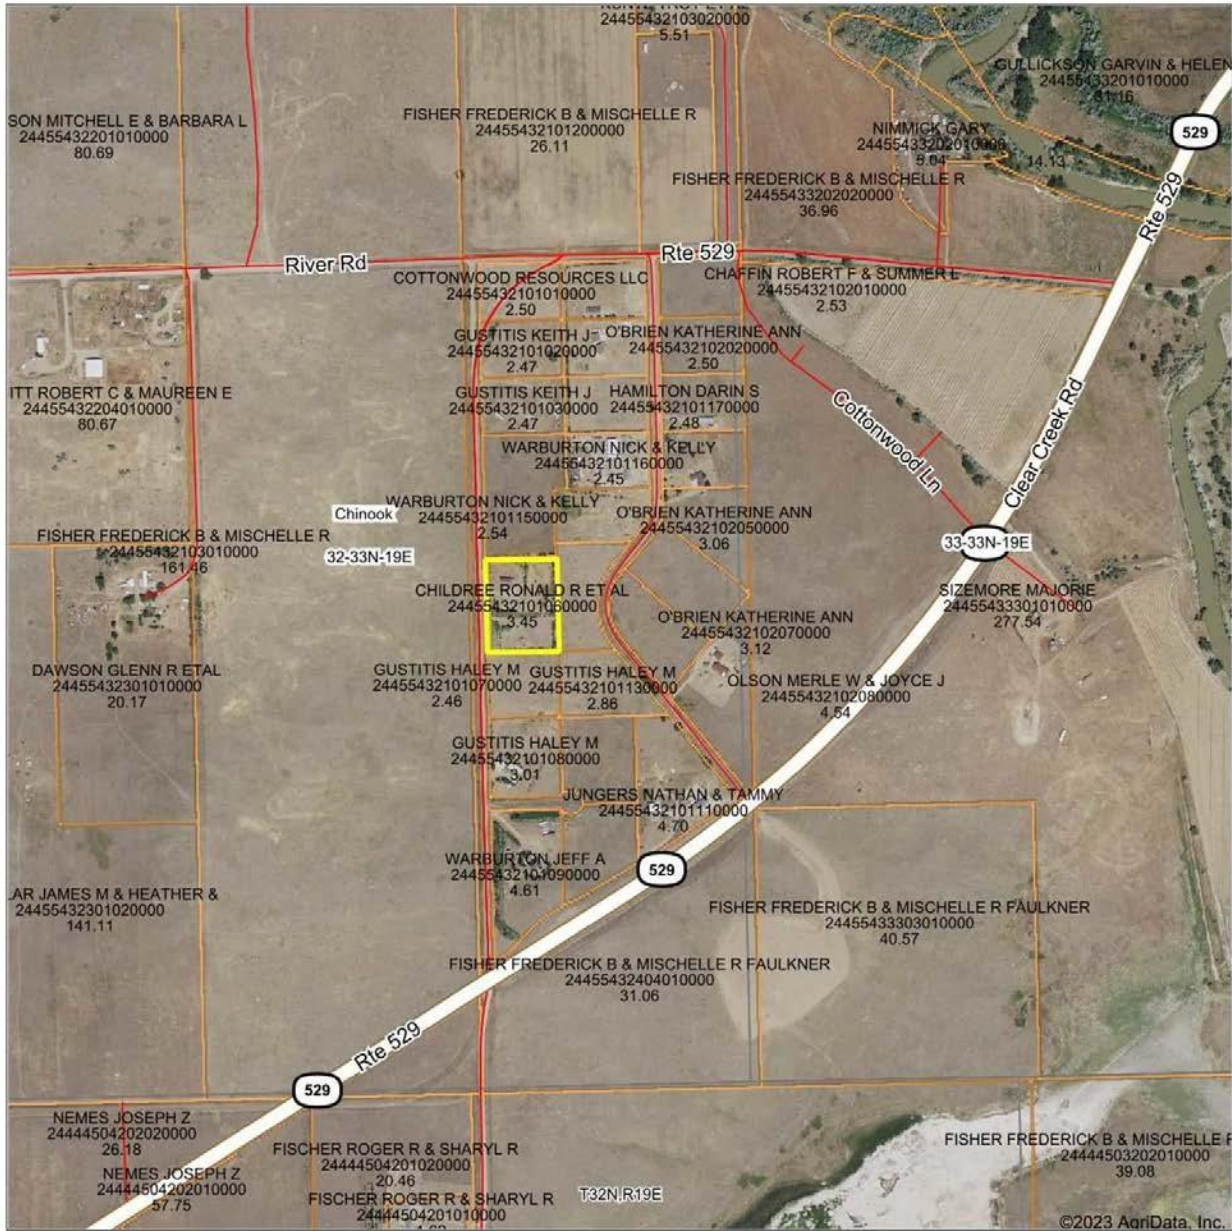 24455432103020000
5.51
GULLICKSON GARVIN & HELEN
24455433201010000
81.16
SON MITCHELL E & BARBARA L
24455432201010000
80.69
FISHER FREDERICK B & MISCHELLE R
24455432101200000
26.11
NIMMICK GARY
24455433202010000
5.04
14.13
529
FISHER FREDERICK B & MISCHELLE R
24455433202020000
36.96
Rte 529
River Rd
Rte 529
COTTONWOOD RESOURCES LLC
24455432101010000
2.50
CHAFFIN ROBERT F & SUMMER L
24455432102010000
2.53
GUSTITIS KEITH J
24455432101020000
2.47
O'BRIEN KATHERINE ANN
24455432102020000
2.50
ITT ROBERT C & MAUREEN E
24455432204010000
80.67
GUSTITIS KEITH J
24455432101030000
2.47
HAMILTON DARIN S
24455432101170000
2.48
Cottonwood Ln
Clear Creek Rd
WARBURTON NICK & KELLY
24455432101160000
2.45
WARBURTON NICK & KELLY
24455432101150000
2.54
Chinook
O'BRIEN KATHERINE ANN
24455432102050000
3.06
FISHER FREDERICK B & MISCHELLE R
24455432103010000
161.46
32-33N-19E
33-33N-19E
CHILDREE RONALD R ET AL
24455432101060000
3.45
SIZEMORE MAJORIE
24455433301010000
277.54
O'BRIEN KATHERINE ANN
24455432102070000
3.12
DAWSON GLENN R ETAL
24455432301010000
20.17
GUSTITIS HALEY M
24455432101070000
2.46
GUSTITIS HALEY M
24455432101130000
2.86
OLSON MERLE W & JOYCE J
24455432102080000
4.54
GUSTITIS HALEY M
24455432101080000
3.01
JUNGERS NATHAN & TAMMY
24455432101110000
4.70
WARBURTON JEFF A
24455432101090000
4.61
529
AR JAMES M & HEATHER &
24455432301020000
141.11
FISHER FREDERICK B & MISCHELLE R FAULKNER
24455433303010000
40.57
FISHER FREDERICK B & MISCHELLE R FAULKNER
24455432404010000
31.06
Rte 529
529
NEMES JOSEPH Z
24444504202020000
26.18
FISCHER ROGER R & SHARYL R
24444504201020000
20.46
FISHER FREDERICK B & MISCHELLE
24444503202010000
39.08
NEMES JOSEPH Z
24444504202010000
57.75
FISCHER ROGER R & SHARYL R
24444504201010000
T32N,R19E
©2023 AgriData, Inc.